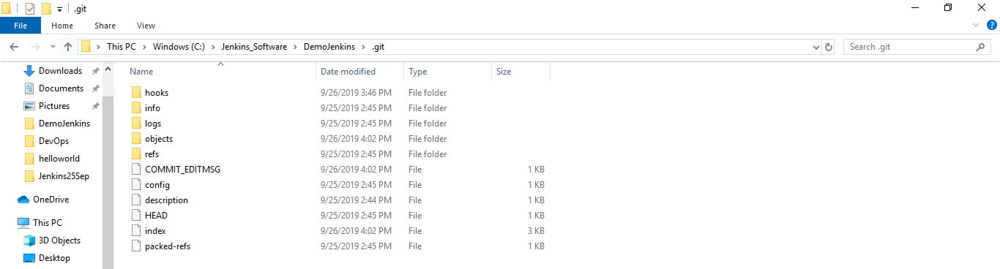 .git
File Home Share View
This PC Windows (C:) Jenkins_Software DemoJenkins .git Search .git
Downloads
Documents
Pictures
DemoJenkins
DevOps
helloworld
Jenkins25Sep
OneDrive
This PC
3D Objects
Desktop
Name Date modified Type Size
hooks 9/26/2019 3:46 PM File folder
info 9/25/2019 2:45 PM File folder
logs 9/25/2019 2:45 PM File folder
objects 9/26/2019 4:02 PM File folder
refs 9/25/2019 2:45 PM File folder
COMMIT_EDITMSG 9/26/2019 4:02 PM File 1 KB
config 9/25/2019 2:45 PM File 1 KB
description 9/25/2019 2:44 PM File 1 KB
HEAD 9/25/2019 2:45 PM File 1 KB
index 9/26/2019 4:02 PM File 3 KB
packed-refs 9/25/2019 2:45 PM File 1 KB